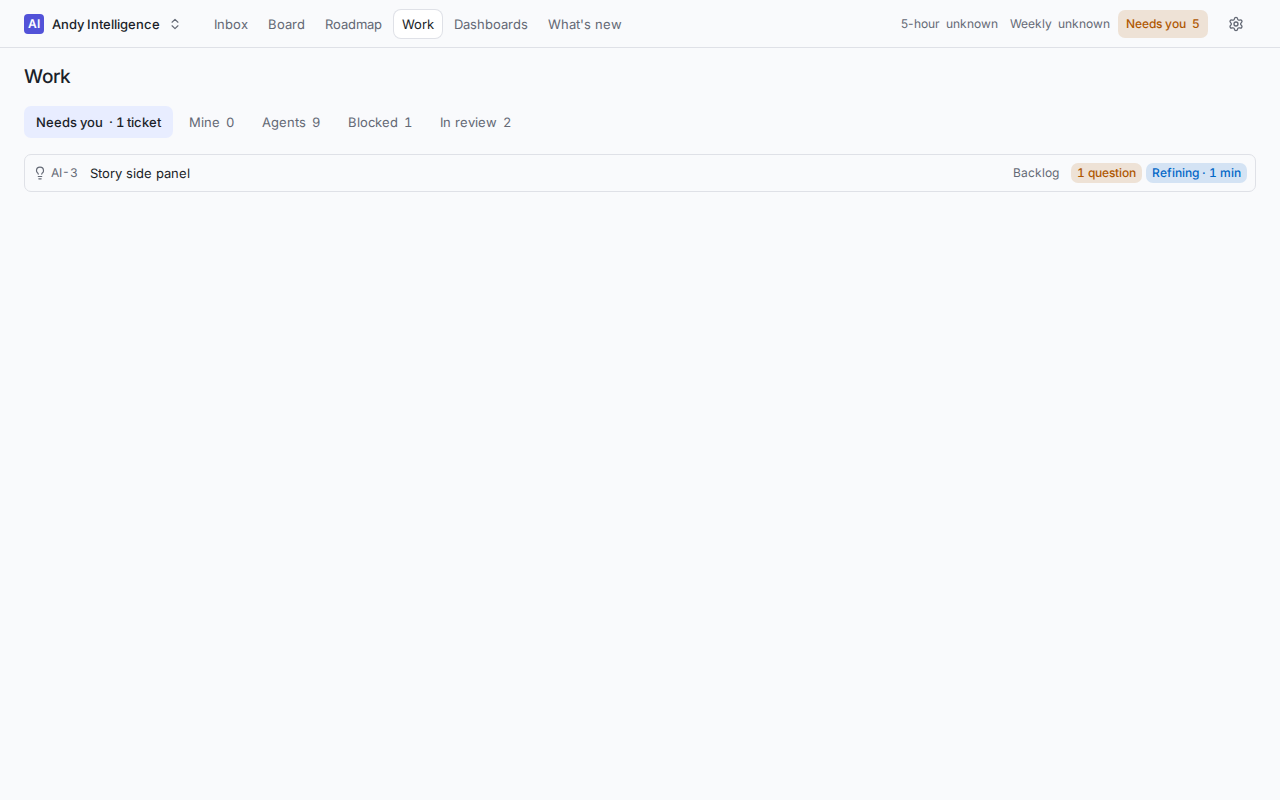 AI Andy Intelligence Inbox Board Roadmap Work Dashboards What's new 5-hour unknown Weekly unknown Needs you 5
Work
Needs you · 1 ticket Mine 0 Agents 9 Blocked 1 In review 2
AI-3 Story side panel Backlog 1 question Refining · 1 min